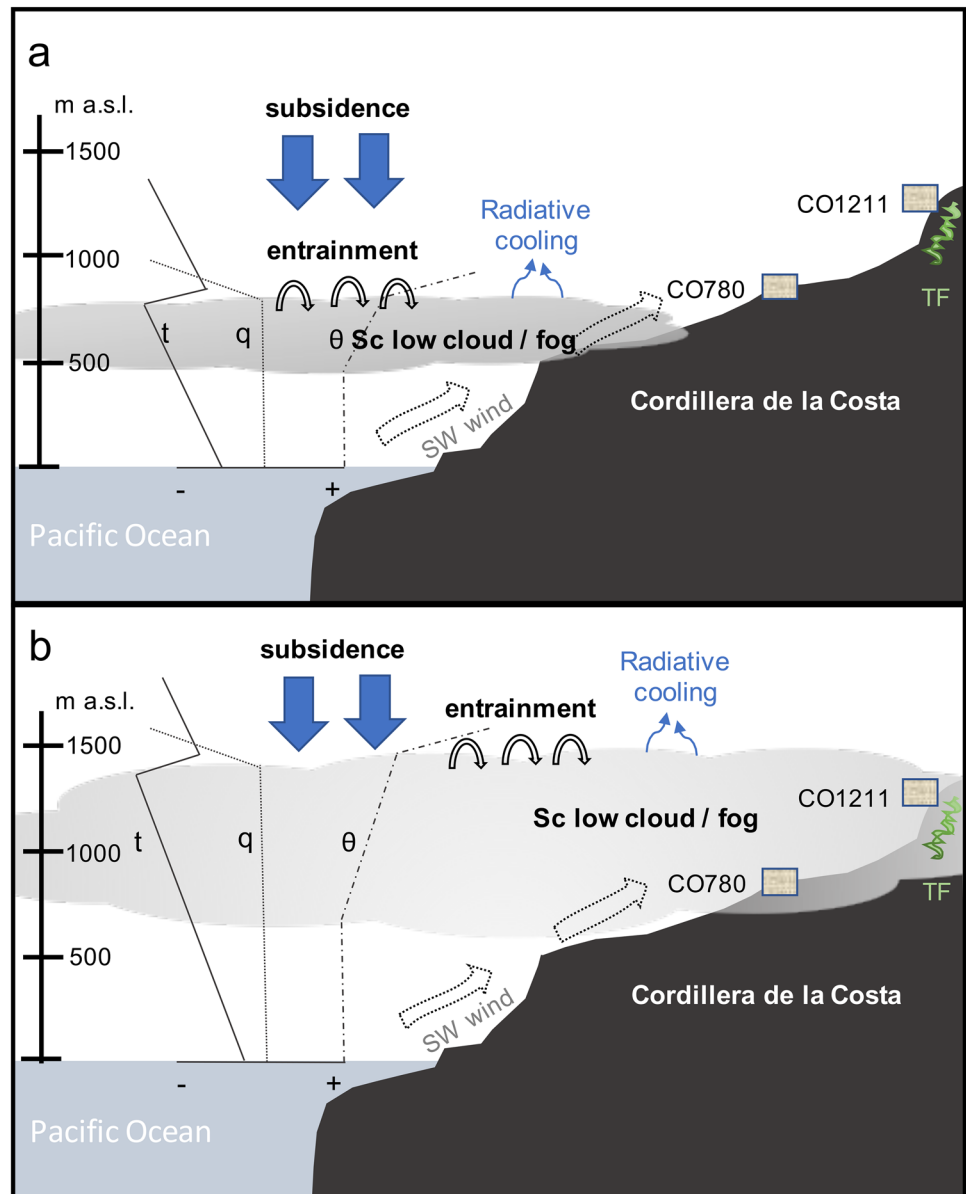 a
m a.s.l.
1500
1000
500
subsidence
entrainment
Radiative
cooling
CO1211
CO780
TF
t
q
θ
Sc low cloud / fog
SW wind
Cordillera de la Costa
-
+
Pacific Ocean
b
m a.s.l.
1500
1000
500
subsidence
entrainment
Radiative
cooling
CO1211
CO780
TF
t
q
θ
Sc low cloud / fog
SW wind
Cordillera de la Costa
-
+
Pacific Ocean